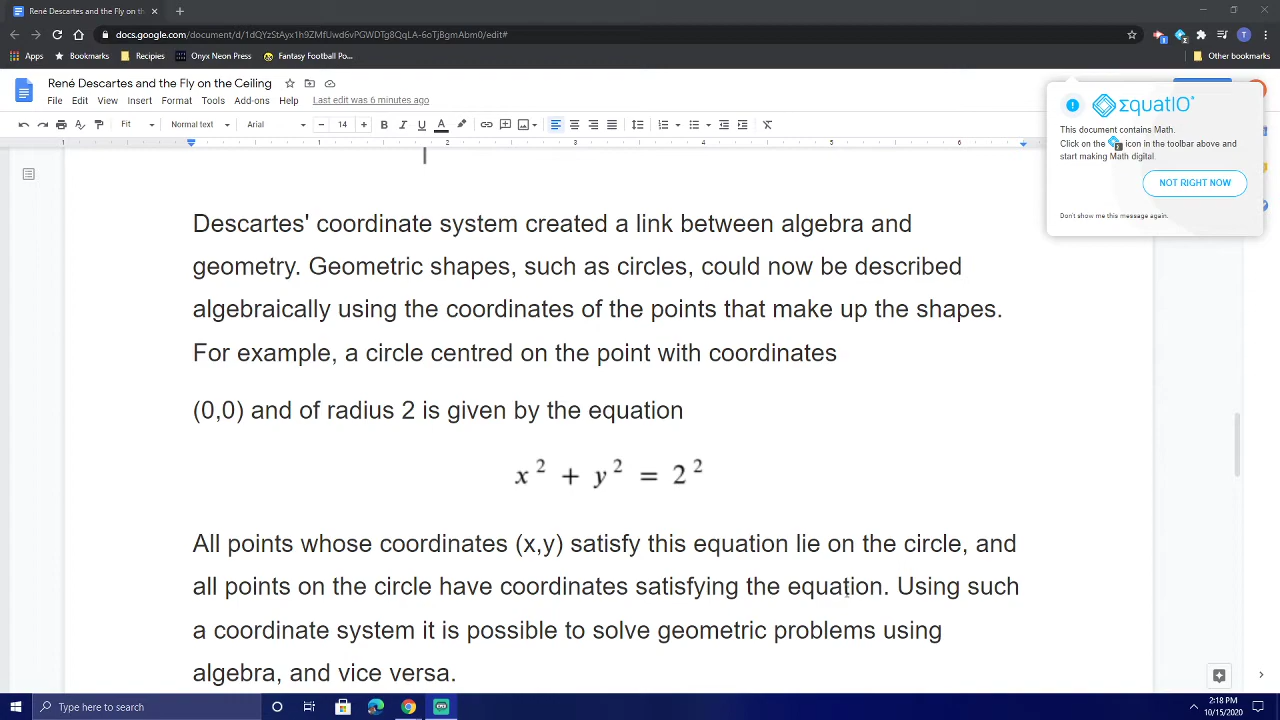 René Descartes and the Fly on the
docs.google.com/document/d/1dQYzStAyx1h9ZMfUwd6vPGWDTg8QqLA-6oTjBgmAbm0/edit#
Apps Bookmarks Recipies Onyx Neon Press Fantasy Football Po... Other bookmarks
René Descartes and the Fly on the Ceiling
File Edit View Insert Format Tools Add-ons Help Last edit was 6 minutes ago
Fit Normal text Arial 14 B I U A
1 1 2 3 4 5 6
ΣquatIO
This document contains Math.
Click on the icon in the toolbar above and
start making Math digital.
NOT RIGHT NOW
Don't show me this message again.
Descartes' coordinate system created a link between algebra and
geometry. Geometric shapes, such as circles, could now be described
algebraically using the coordinates of the points that make up the shapes.
For example, a circle centred on the point with coordinates
(0,0) and of radius 2 is given by the equation
x² + y² = 2²
All points whose coordinates (x,y) satisfy this equation lie on the circle, and
all points on the circle have coordinates satisfying the equation. Using such
a coordinate system it is possible to solve geometric problems using
algebra, and vice versa.
Type here to search
2:18 PM
10/15/2020